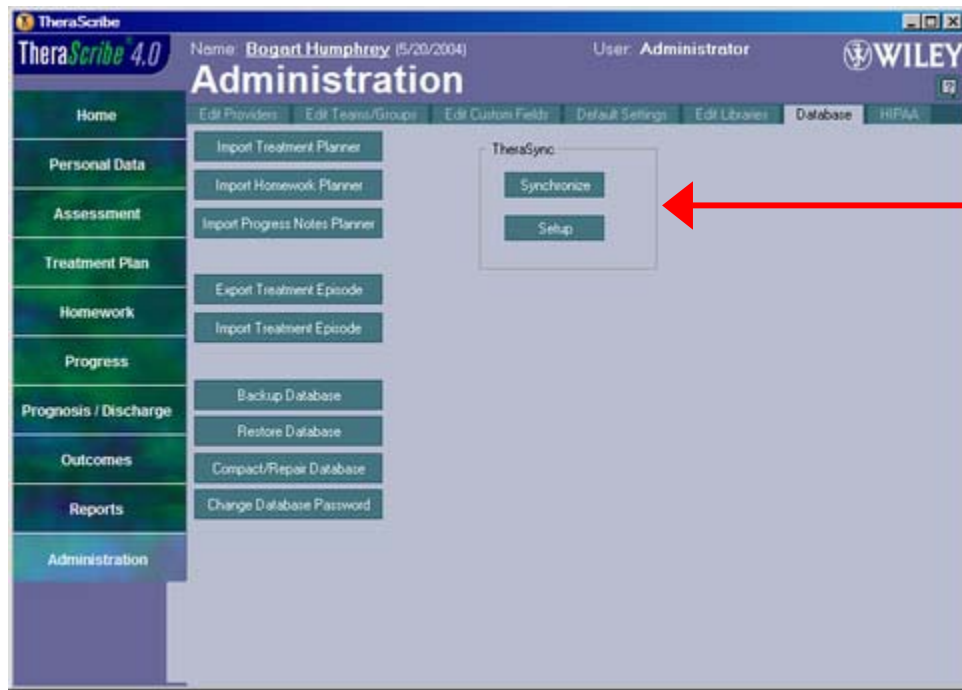 TheraScribe
TheraScribe 4.0
Name: Bogart Humphrey (5/20/2004)
User: Administrator
WILEY
Administration
Edit Providers
Edit Teams/Groups
Edit Custom Fields
Default Settings
Edit Libraries
Database
HIPAA
Home
Personal Data
Assessment
Treatment Plan
Homework
Progress
Prognosis / Discharge
Outcomes
Reports
Administration
Import Treatment Planner
Import Homework Planner
Import Progress Notes Planner
Export Treatment Episode
Import Treatment Episode
Backup Database
Restore Database
Compact/Repair Database
Change Database Password
TheraSync
Synchronize
Setup